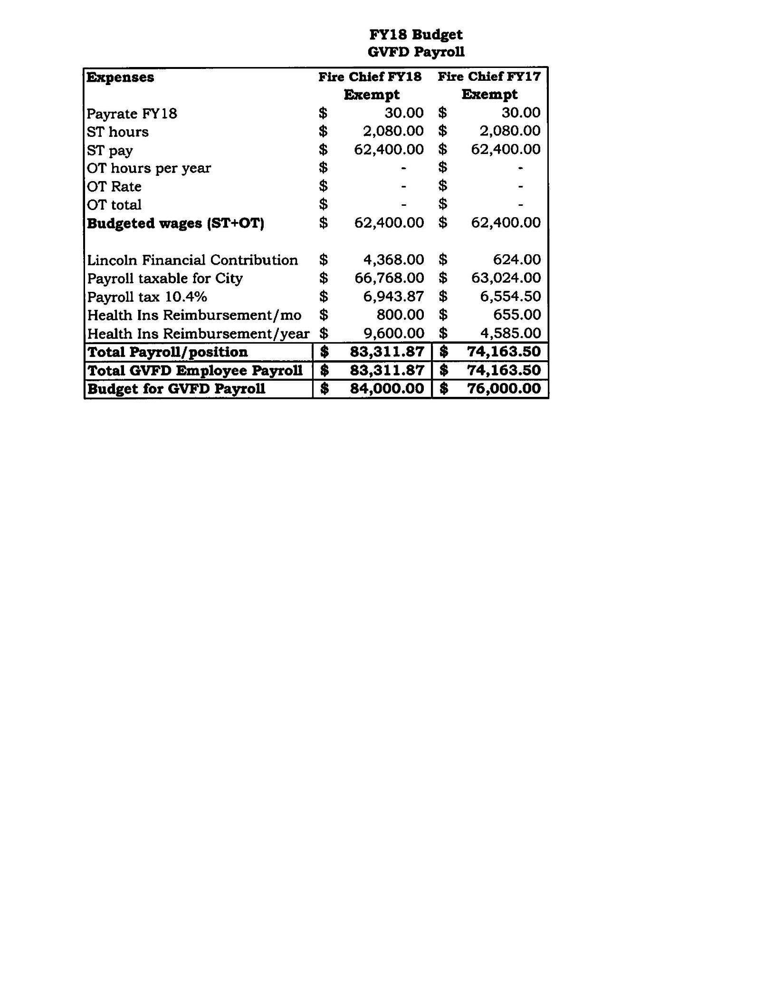 FY18 Budget
GVFD Payroll
Expenses Fire Chief FY18 Fire Chief FY17
Exempt Exempt
Payrate FY18 $ 30.00 $ 30.00
ST hours $ 2,080.00 $ 2,080.00
ST pay $ 62,400.00 $ 62,400.00
OT hours per year $ - $ -
OT Rate $ - $ -
OT total $ - $ -
Budgeted wages (ST+OT) $ 62,400.00 $ 62,400.00
Lincoln Financial Contribution $ 4,368.00 $ 624.00
Payroll taxable for City $ 66,768.00 $ 63,024.00
Payroll tax 10.4% $ 6,943.87 $ 6,554.50
Health Ins Reimbursement/mo $ 800.00 $ 655.00
Health Ins Reimbursement/year $ 9,600.00 $ 4,585.00
Total Payroll/position $ 83,311.87 $ 74,163.50
Total GVFD Employee Payroll $ 83,311.87 $ 74,163.50
Budget for GVFD Payroll $ 84,000.00 $ 76,000.00